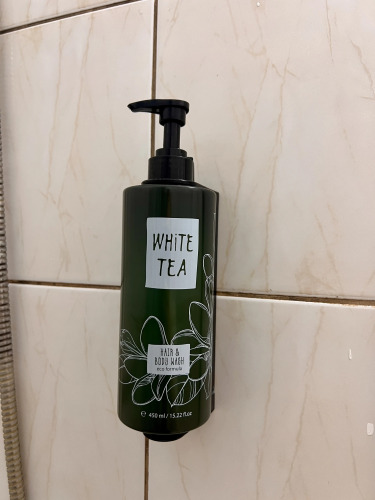 WHiTE
TEA
HAIR &
BODY WASH
eco formula
℮ 450 ml / 15.22 fl.oz